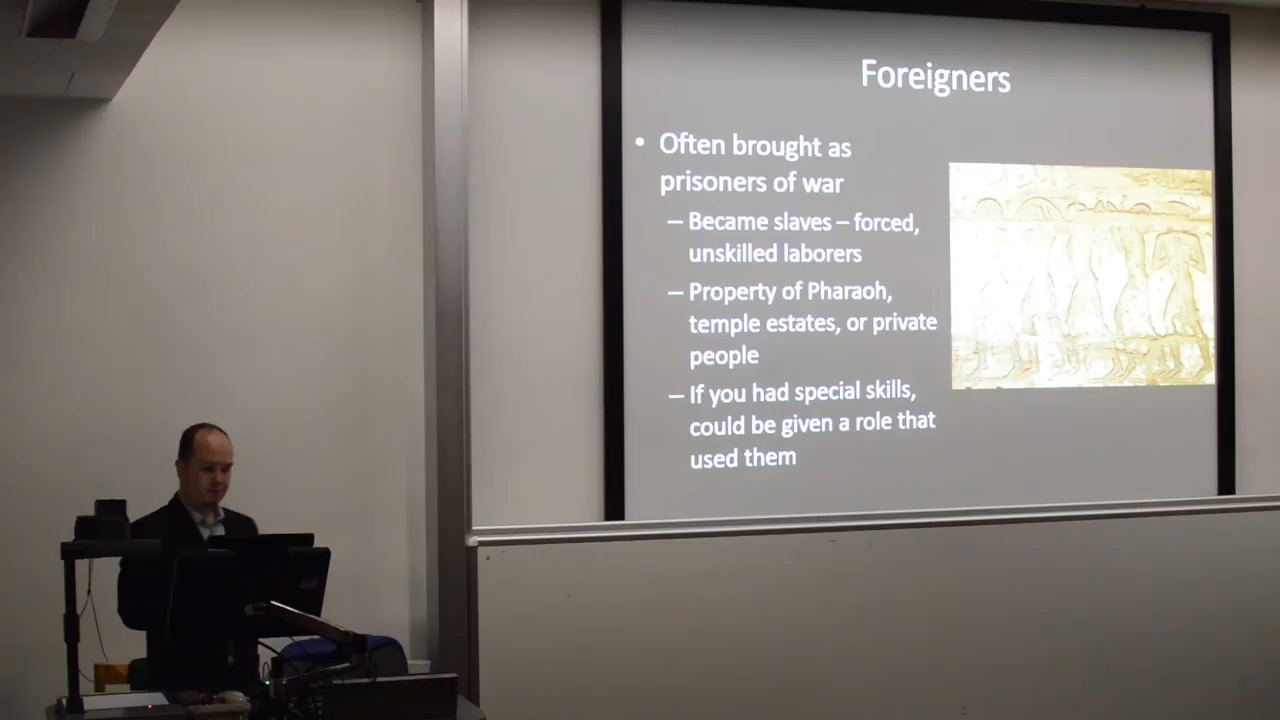 Foreigners
• Often brought as
prisoners of war
– Became slaves – forced,
unskilled laborers
– Property of Pharaoh,
temple estates, or private
people
– If you had special skills,
could be given a role that
used them